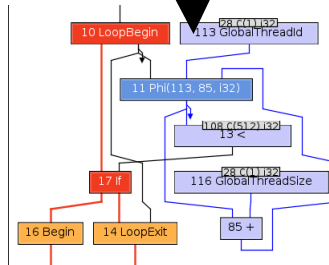 28 C(1) i32
10 LoopBegin
113 GlobalThreadId
11 Phi(113, 85, i32)
108 C(512) i32
13 <
28 C(1) i32
17 If
116 GlobalThreadSize
16 Begin
14 LoopExit
85 +